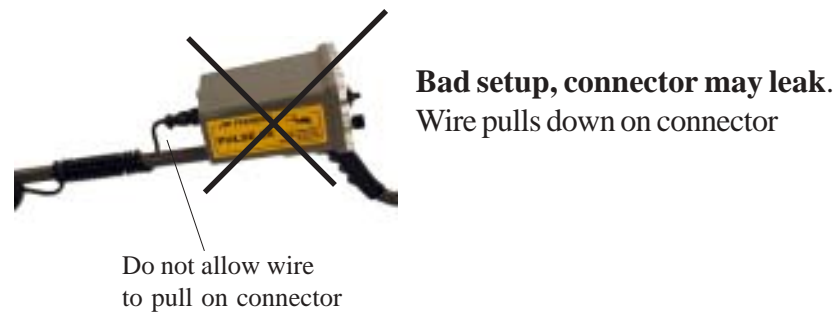 Bad setup, connector may leak.
Wire pulls down on connector
PULSE
Do not allow wire
to pull on connector